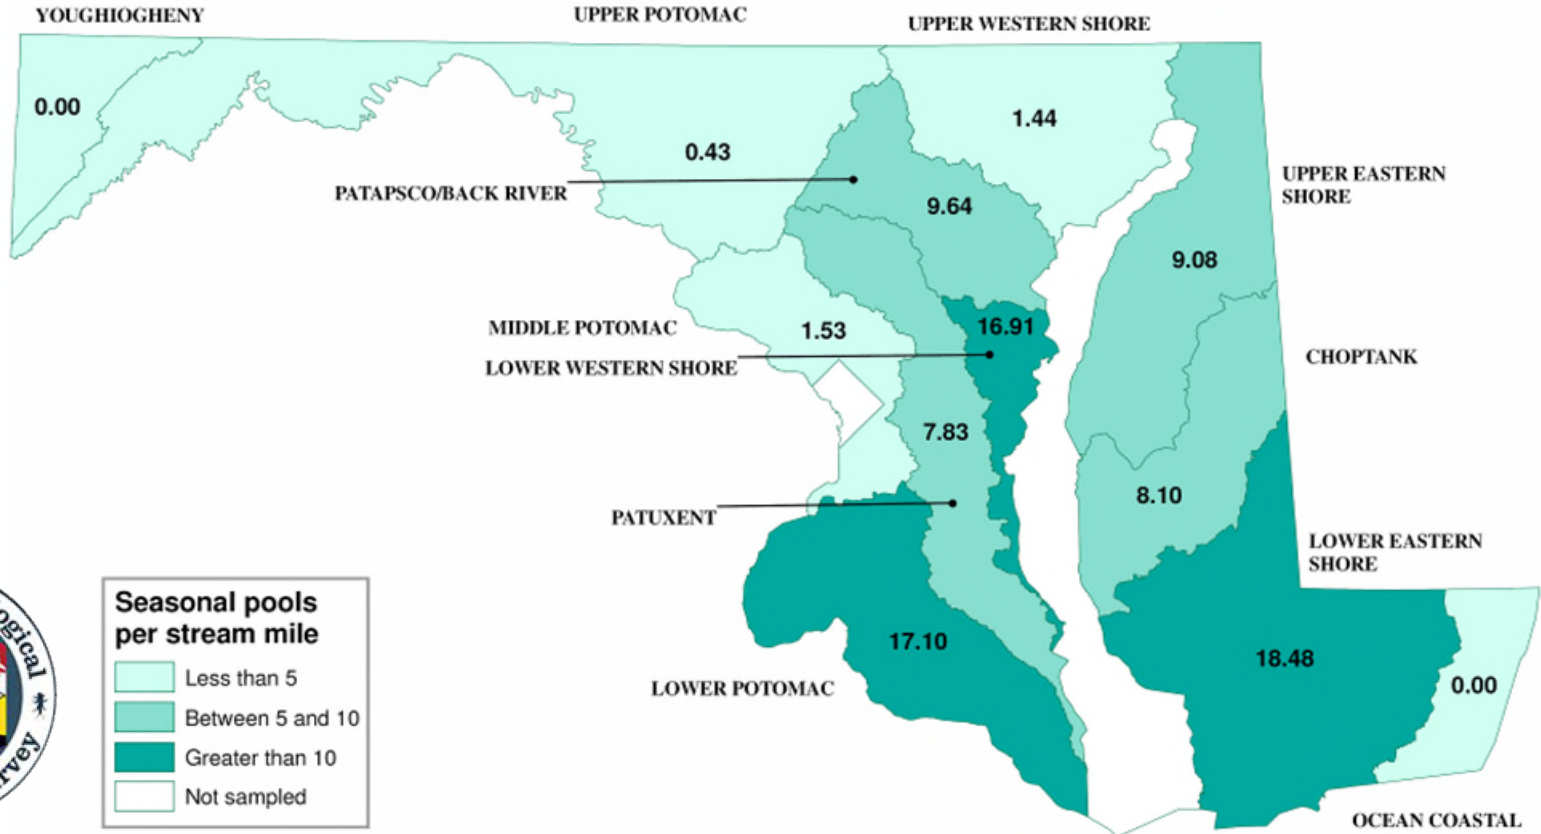 YOUGHIOGHENY
UPPER POTOMAC
UPPER WESTERN SHORE
0.00
1.44
0.43
UPPER EASTERN
SHORE
PATAPSCO/BACK RIVER
9.64
9.08
MIDDLE POTOMAC
1.53
16.91
LOWER WESTERN SHORE
CHOPTANK
7.83
8.10
PATUXENT
LOWER EASTERN
SHORE
17.10
18.48
LOWER POTOMAC
0.00
OCEAN COASTAL
Seasonal pools
per stream mile
Less than 5
Between 5 and 10
Greater than 10
Not sampled